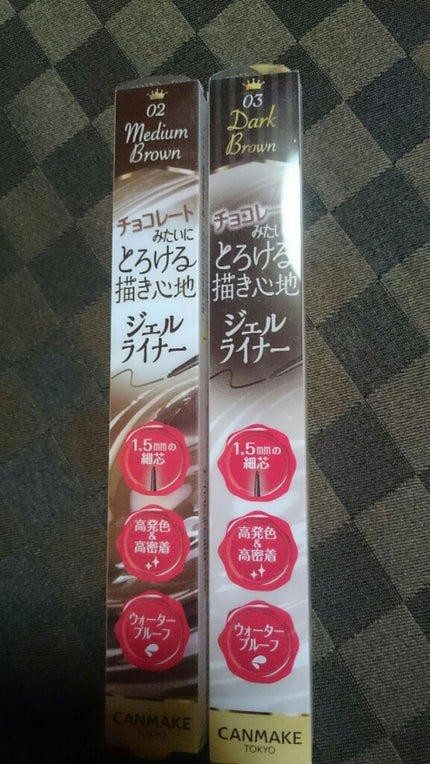 02
Medium
Brown
チョコレート
みたいに
とろける
描き心地
ジェル
ライナー
1.5mmの
細芯
高発色
&
高密着
ウォーター
プルーフ
CANMAKE
TOKYO
03
Dark
Brown
チョコレー
みたい
とろける
描き心地
ジェル
ライナー
1.5mmの
細芯
高発色
&
高密着
ウォーター
プルーフ
CANMAKE
TOKYO